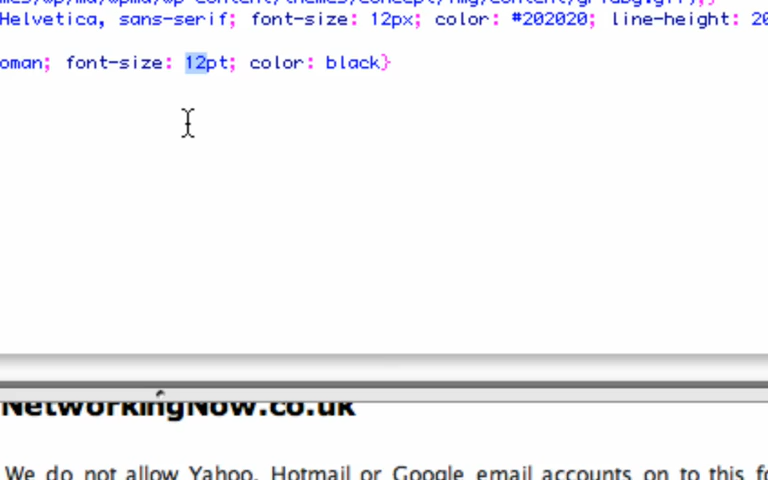 Helvetica, sans-serif; font-size: 12px; color: #202020; line-height: 20
oman; font-size: 12pt; color: black}
NetworkingNow.co.uk
We do not allow Yahoo, Hotmail or Google email accounts on to this fo